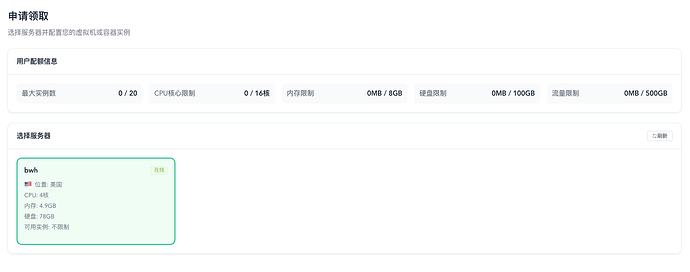 申请领取
选择服务器并配置您的虚拟机或容器实例
用户配额信息
最大实例数 0 / 20 CPU核心限制 0 / 16核 内存限制 0MB / 8GB 硬盘限制 0MB / 100GB 流量限制 0MB / 500GB
选择服务器 刷新
bwh 在线
位置: 美国
CPU: 4核
内存: 4.9GB
硬盘: 78GB
可用实例: 不限制